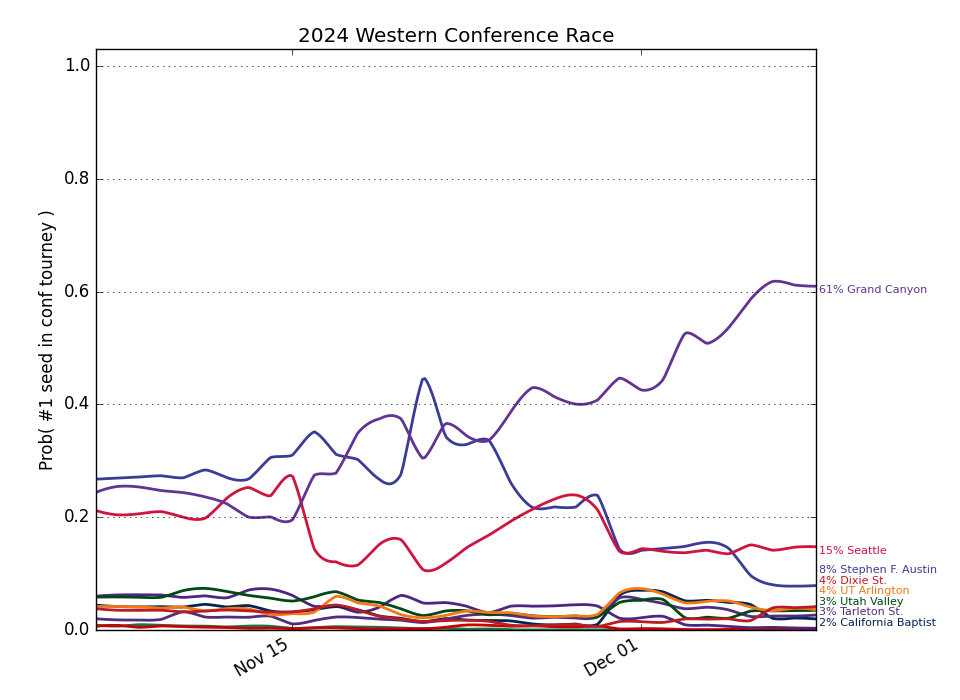 2024 Western Conference Race
Prob( #1 seed in conf tourney )
1.0
0.8
0.6
0.4
0.2
0.0
Nov 15
Dec 01
61% Grand Canyon
15% Seattle
8% Stephen F. Austin
4% Dixie St.
4% UT Arlington
3% Utah Valley
3% Tarleton St.
2% California Baptist